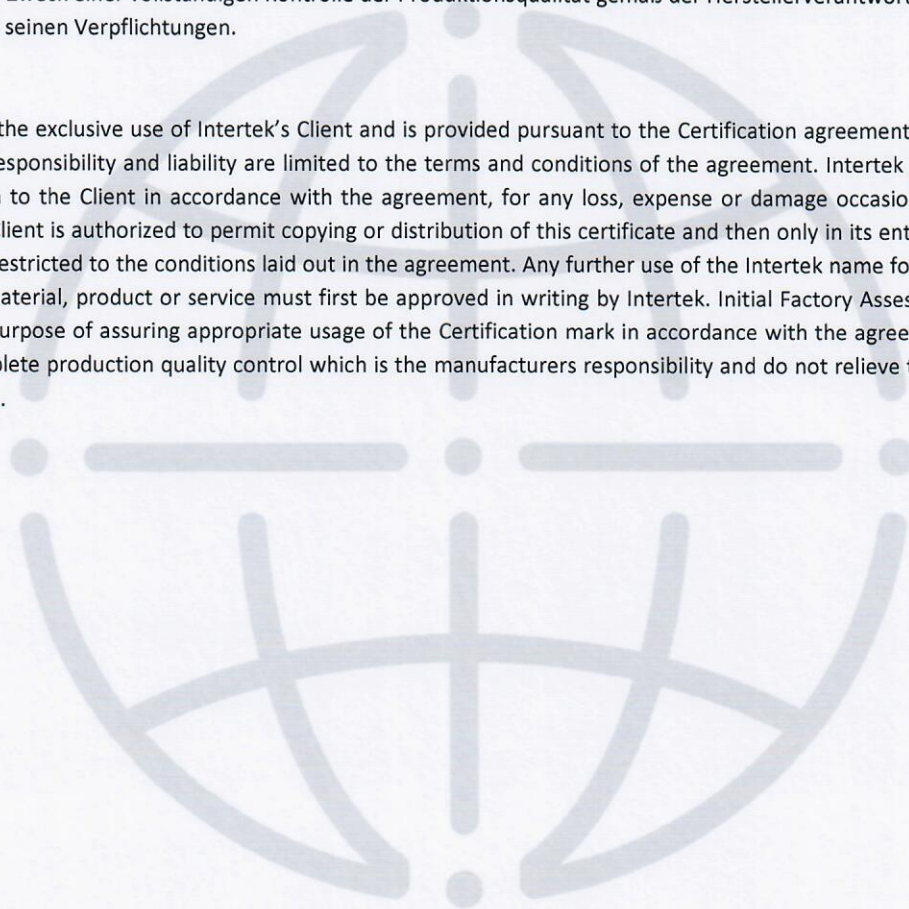 seinen Verpflichtungen.
the exclusive use of Intertek's Client and is provided pursuant to the Certification agreement
esponsibility and liability are limited to the terms and conditions of the agreement. Intertek
to the Client in accordance with the agreement, for any loss, expense or damage occasio
lient is authorized to permit copying or distribution of this certificate and then only in its ent
estricted to the conditions laid out in the agreement. Any further use of the Intertek name fo
aterial, product or service must first be approved in writing by Intertek. Initial Factory Asses
urpose of assuring appropriate usage of the Certification mark in accordance with the agree
lete production quality control which is the manufacturers responsibility and do not relieve
.